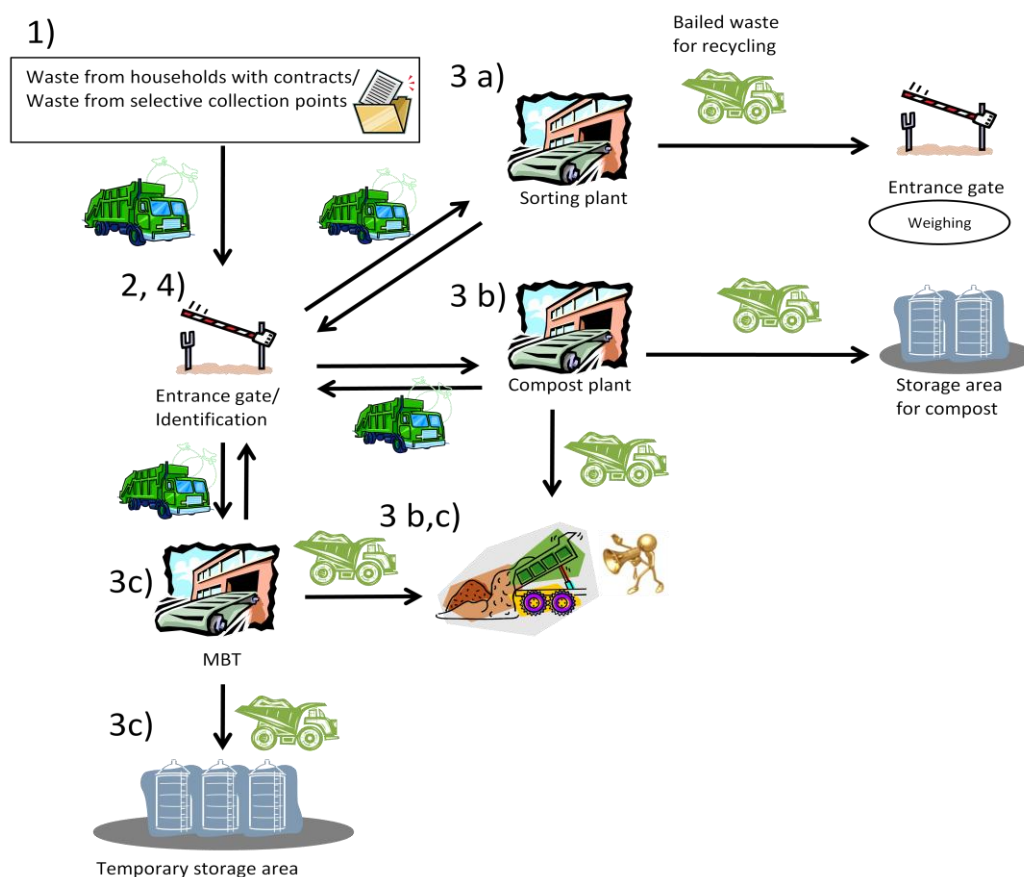 1)
Waste from households with contracts/
Waste from selective collection points
3 a)
Bailed waste
for recycling
Sorting plant
Entrance gate
Weighing
2, 4)
Entrance gate/
Identification
3 b)
Compost plant
Storage area
for compost
3 b,c)
3c)
MBT
3c)
Temporary storage area